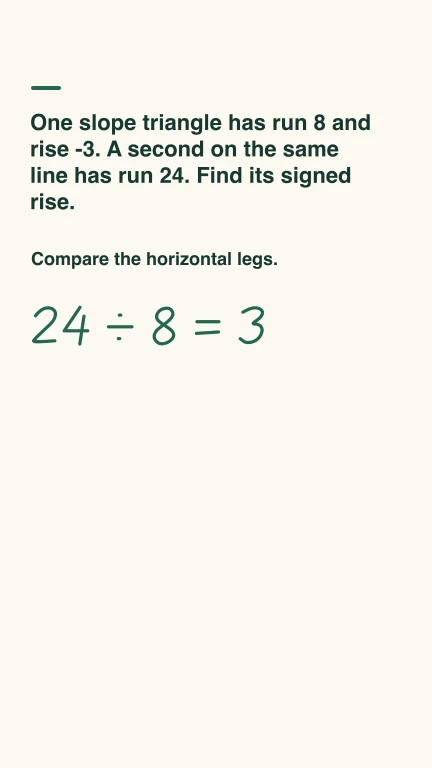 One slope triangle has run 8 and
rise -3. A second on the same
line has run 24. Find its signed
rise.
Compare the horizontal legs.
24 ÷ 8 = 3